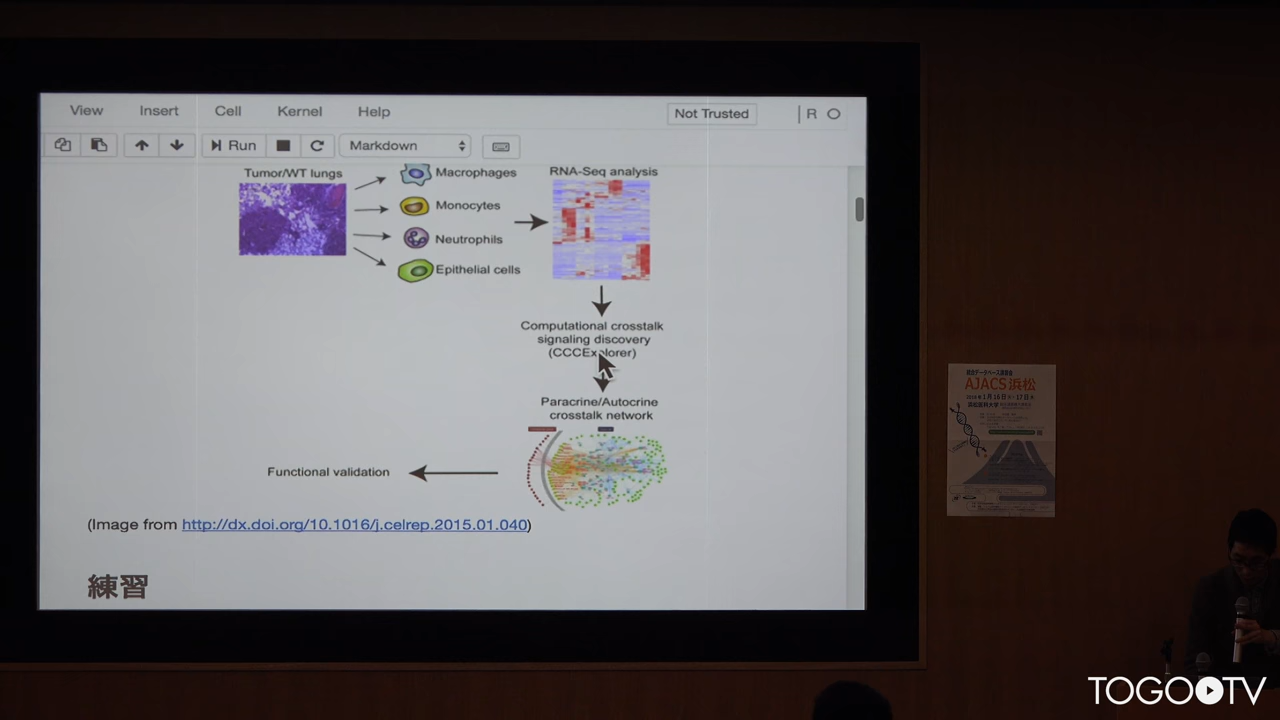 View Insert Cell Kernel Help
Not Trusted
R
Run
Markdown
Tumor/WT lungs
Macrophages
Monocytes
Neutrophils
Epithelial cells
RNA-Seq analysis
Computational crosstalk
signaling discovery
(CCCExplorer)
Paracrine/Autocrine
crosstalk network
Functional validation
(Image from http://dx.doi.org/10.1016/j.celrep.2015.01.040)
練習
AJACS浜松
TOGO TV